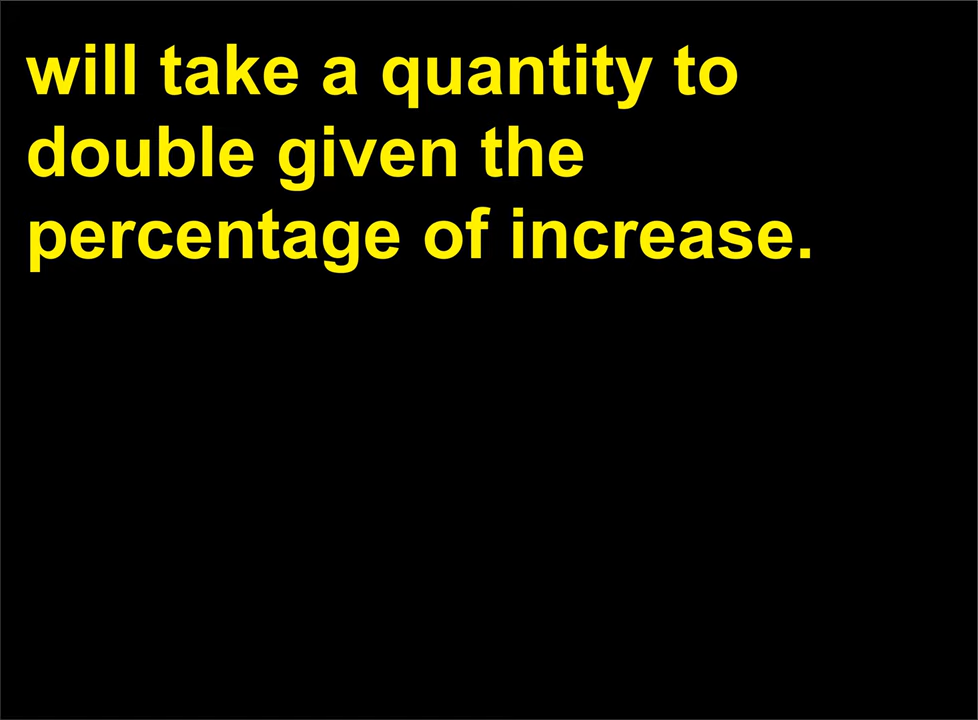 will take a quantity to
double given the
percentage of increase.